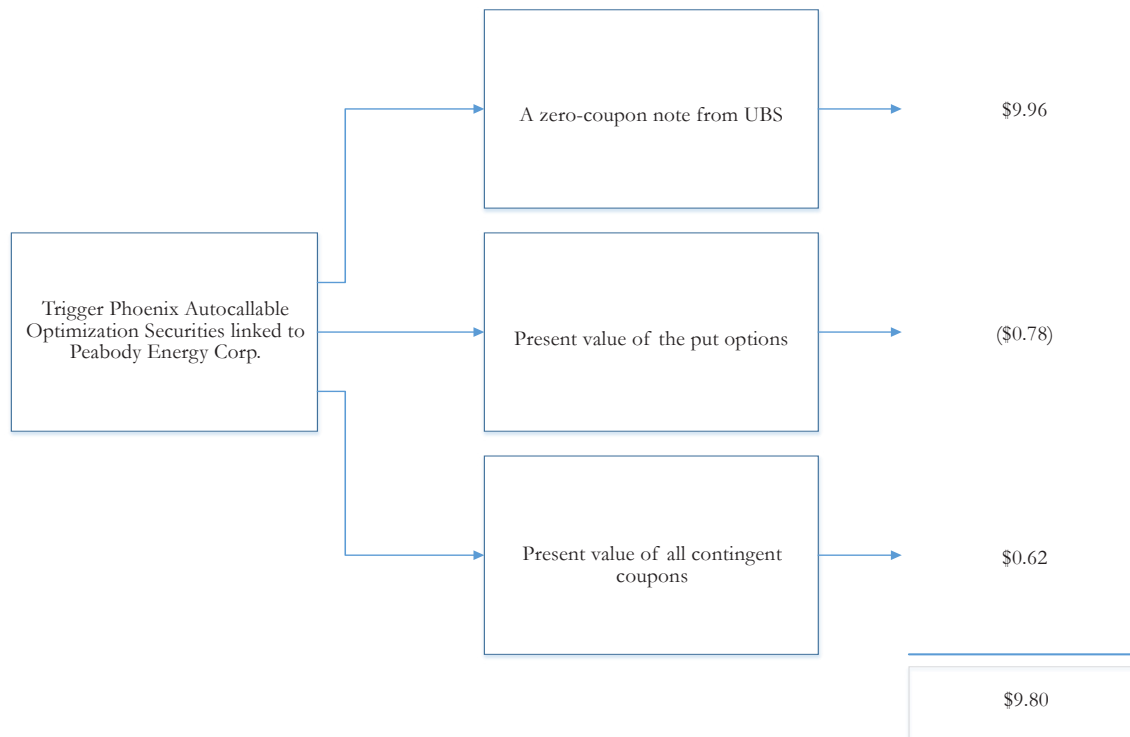 A zero-coupon note from UBS
$9.96
Trigger Phoenix Autocallable
Optimization Securities linked to
Peabody Energy Corp.
Present value of the put options
($0.78)
Present value of all contingent
coupons
$0.62
$9.80